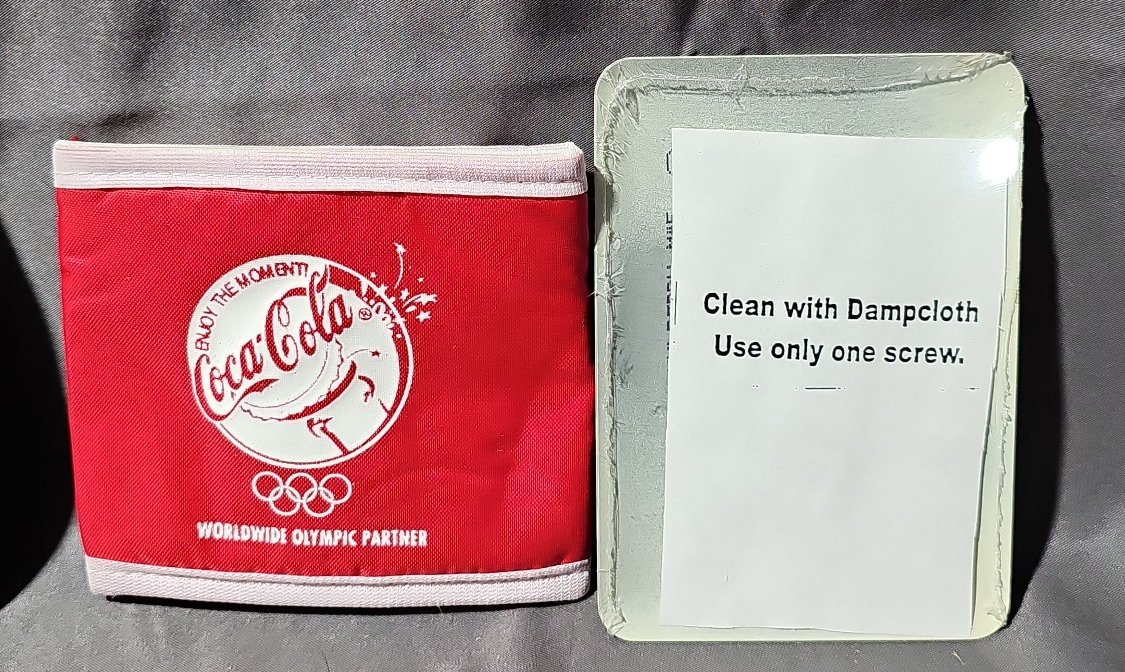 ENJOY THE MOMENT!
Coca-Cola ®
WORLDWIDE OLYMPIC PARTNER
Clean with Dampcloth
Use only one screw.